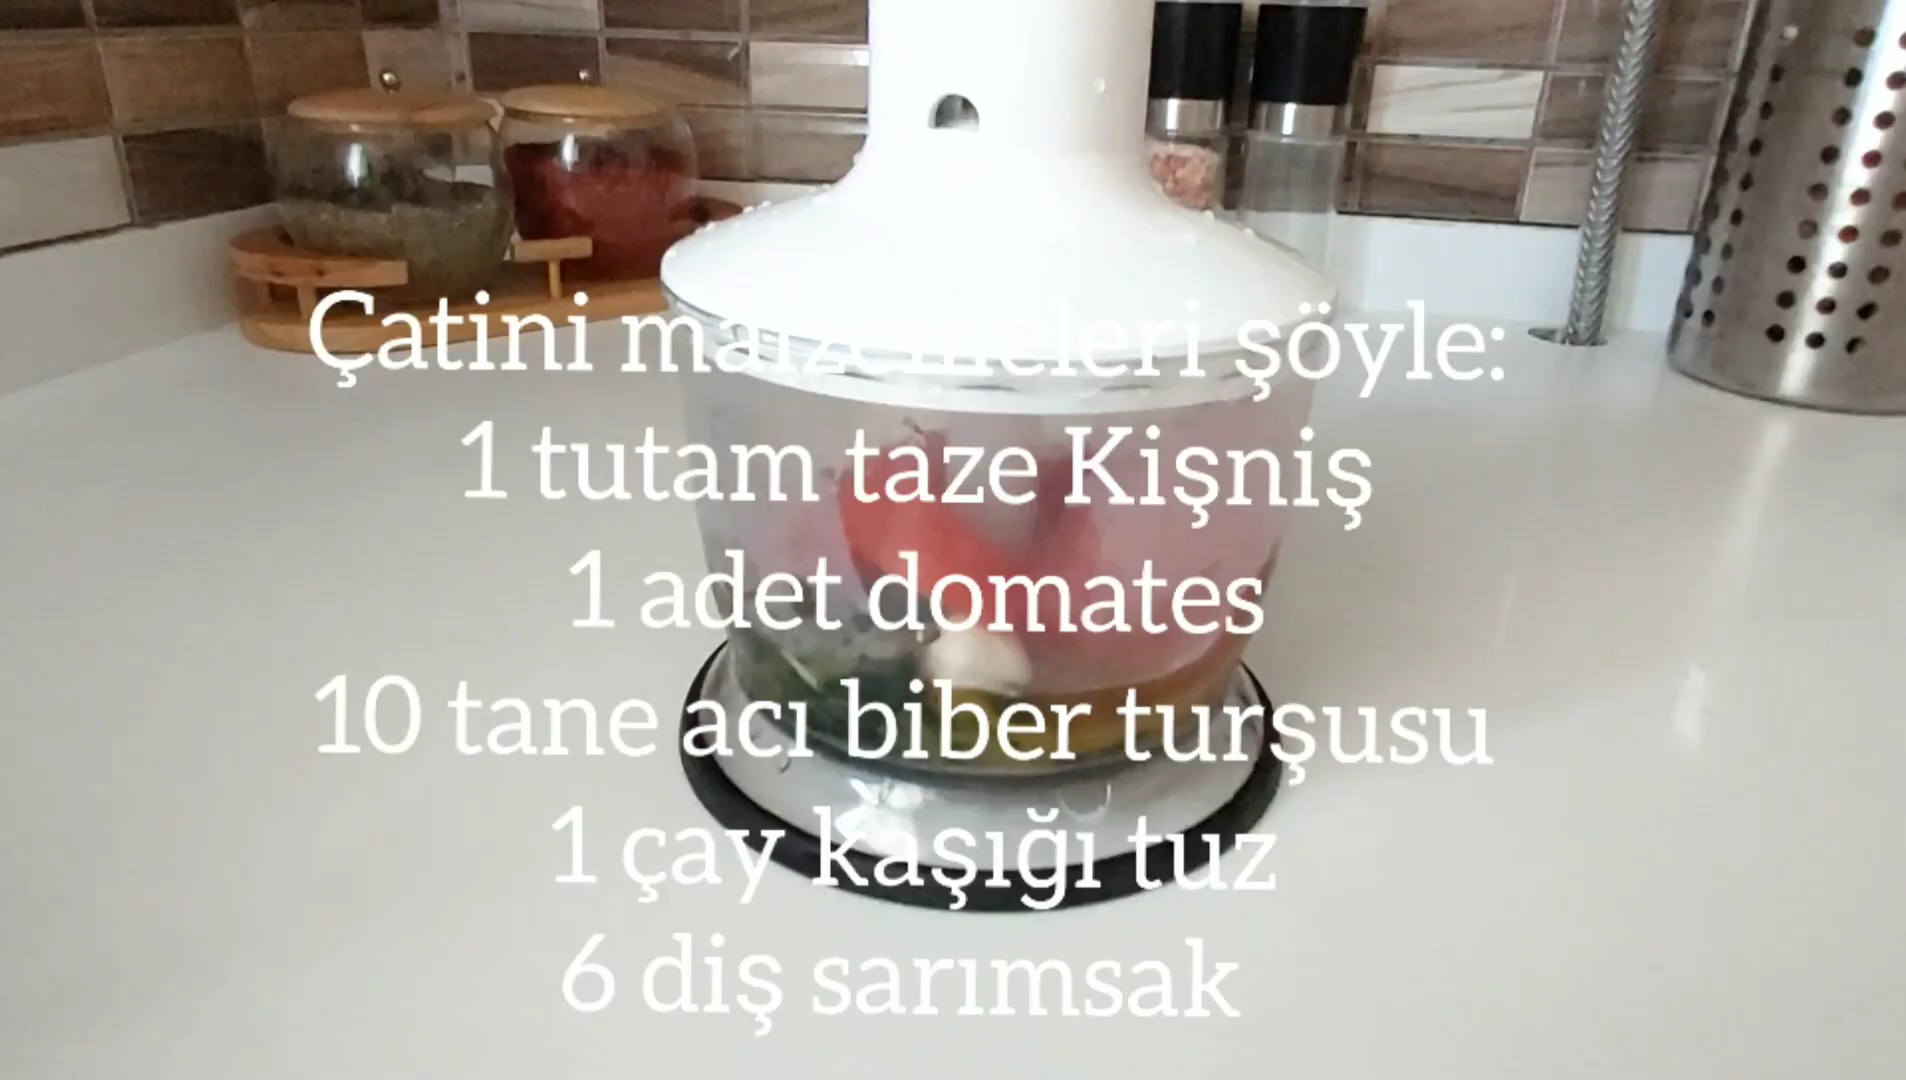 Çatini malzemeleri şöyle:
1 tutam taze Kişniş
1 adet domates
10 tane acı biber turşusu
1 çay kaşığı tuz
6 diş sarımsak